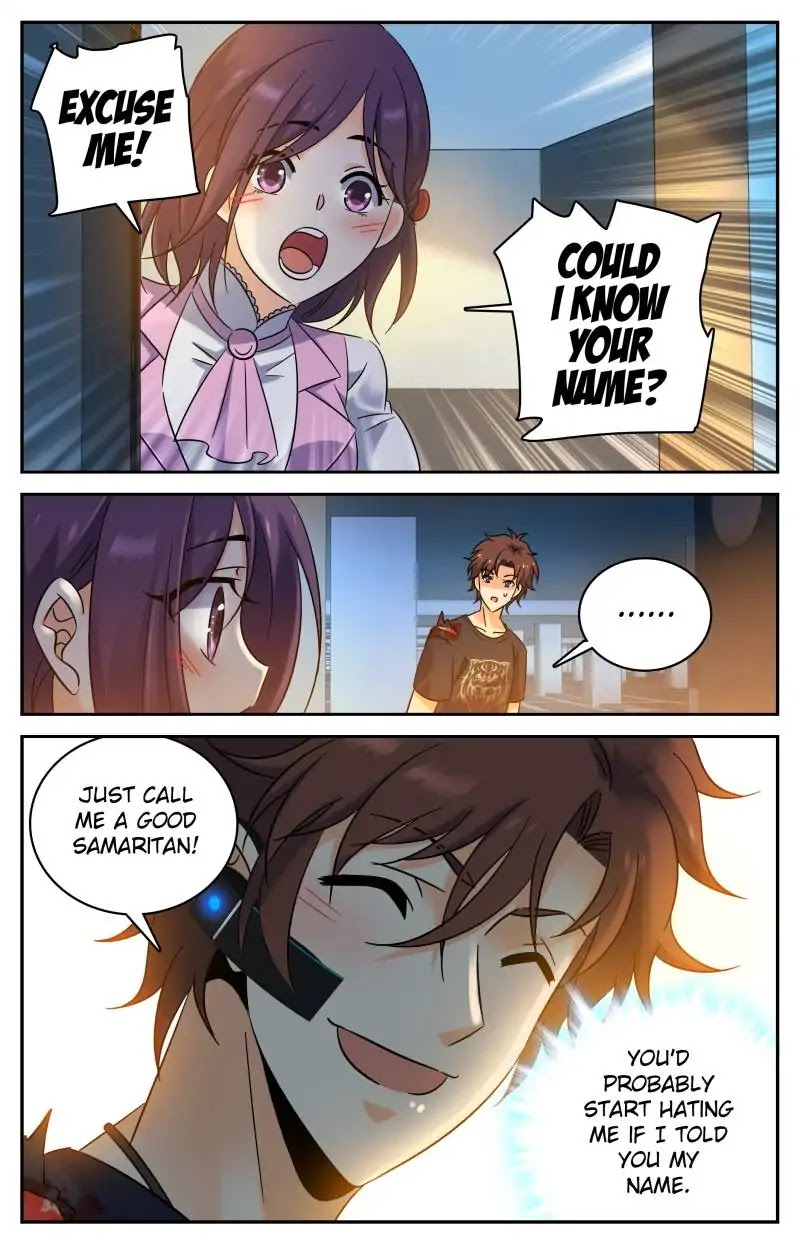 EXCUSE
ME!
COULD
I KNOW
YOUR
NAME?
......
JUST CALL
ME A GOOD
SAMARITAN!
YOU'D
PROBABLY
START HATING
ME IF I TOLD
YOU MY
NAME.